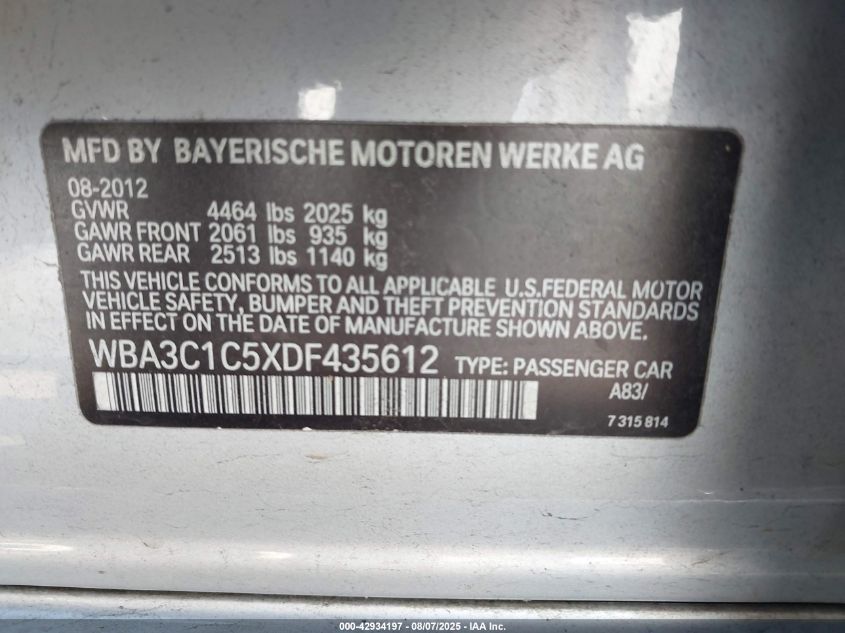 MFD BY BAYERISCHE MOTOREN WERKE AG
08-2012
GVWR 4464 lbs 2025 kg
GAWR FRONT 2061 lbs 935 kg
GAWR REAR 2513 lbs 1140 kg
THIS VEHICLE CONFORMS TO ALL APPLICABLE U.S.FEDERAL MOTOR
VEHICLE SAFETY, BUMPER AND THEFT PREVENTION STANDARDS
IN EFFECT ON THE DATE OF MANUFACTURE SHOWN ABOVE.
WBA3C1C5XDF435612 TYPE: PASSENGER CAR
A83/
7 315 814
000-42934197 - 08/07/2025 - IAA Inc.